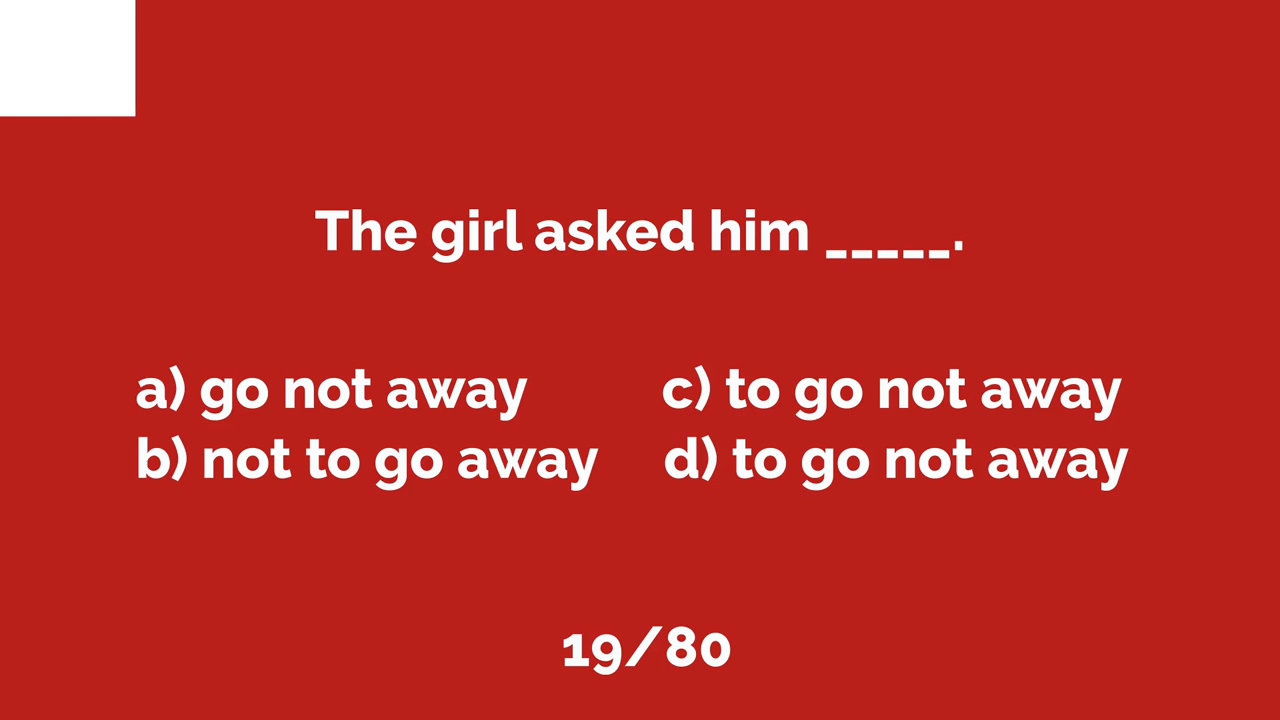 The girl asked him _____.
a) go not away c) to go not away
b) not to go away d) to go not away
19/80